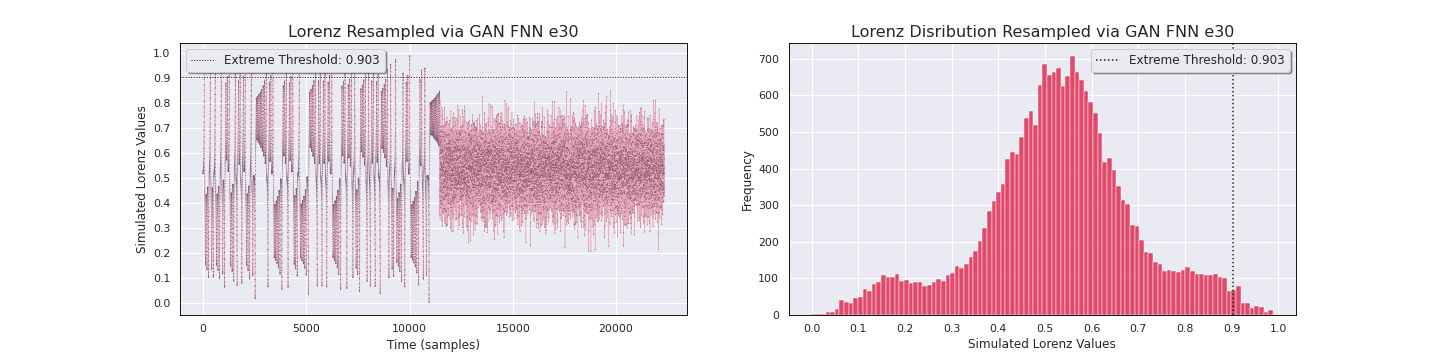 Lorenz Resampled via GAN FNN e30
Extreme Threshold: 0.903
1.0
0.9
0.8
0.7
0.6
0.5
0.4
0.3
0.2
0.1
0.0
Simulated Lorenz Values
0 5000 10000 15000 20000
Time (samples)
Lorenz Disribution Resampled via GAN FNN e30
Extreme Threshold: 0.903
700
600
500
400
300
200
100
0
Frequency
0.0 0.1 0.2 0.3 0.4 0.5 0.6 0.7 0.8 0.9 1.0
Simulated Lorenz Values